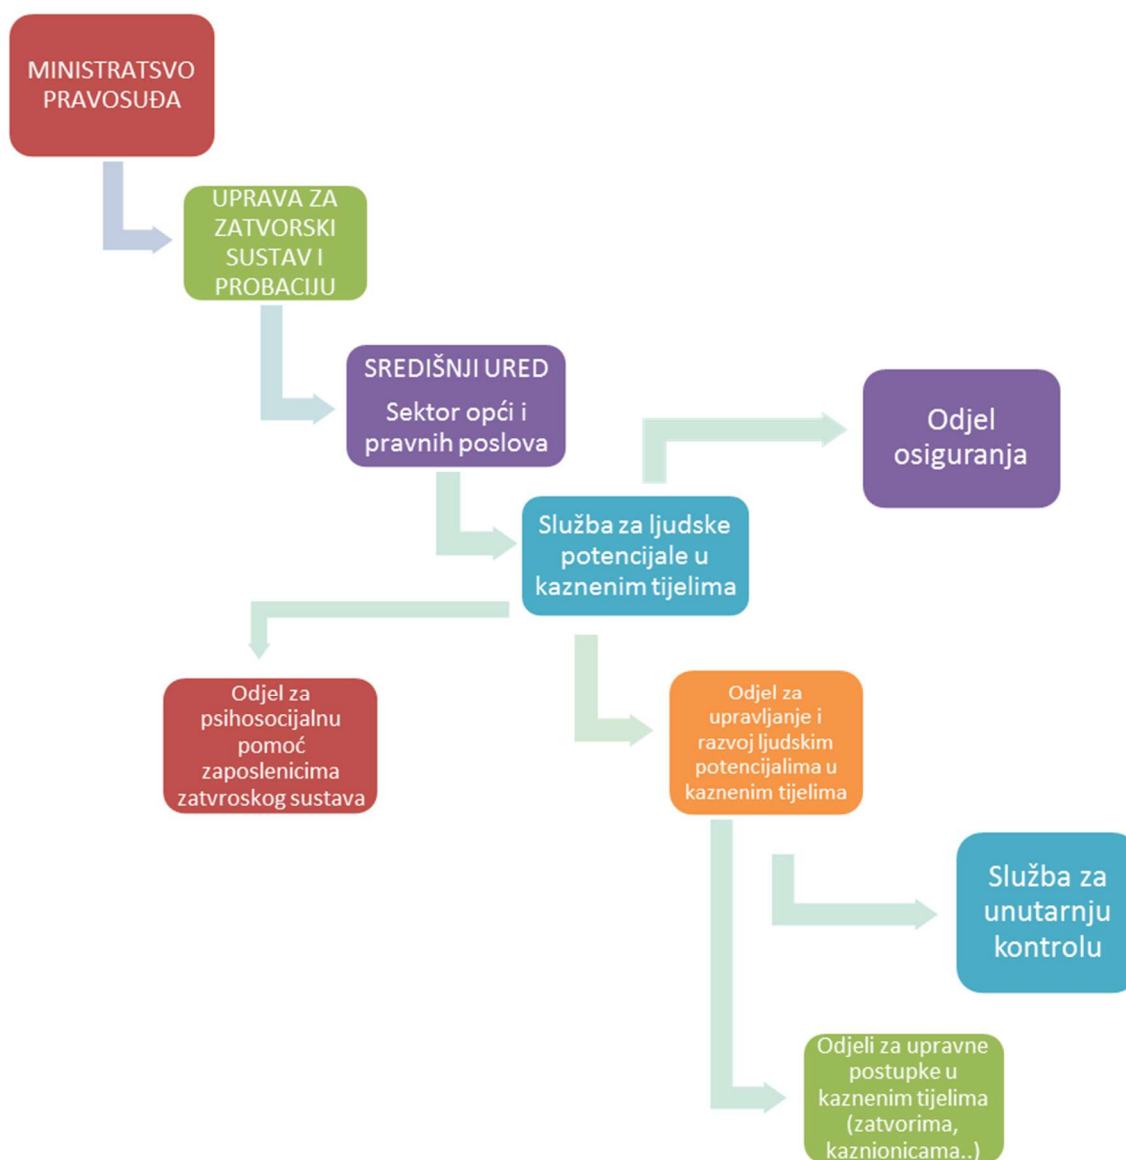 MINISTRATSVO
PRAVOSUĐA
UPRAVA ZA
ZATVORSKI
SUSTAV I
PROBACIJU
SREDIŠNJI URED
Sektor opći i
pravnih poslova
Odjel
osiguranja
Služba za ljudske
potencijale u
kaznenim tijelima
Odjel za
psihosocijalnu
pomoć
zaposlenicima
zatvroskog sustava
Odjel za
upravljanje i
razvoj ljudskim
potencijalima u
kaznenim tijelima
Služba za
unutarnju
kontrolu
Odjeli za upravne
postupke u
kaznenim tijelima
(zatvorima,
kaznionicama..)